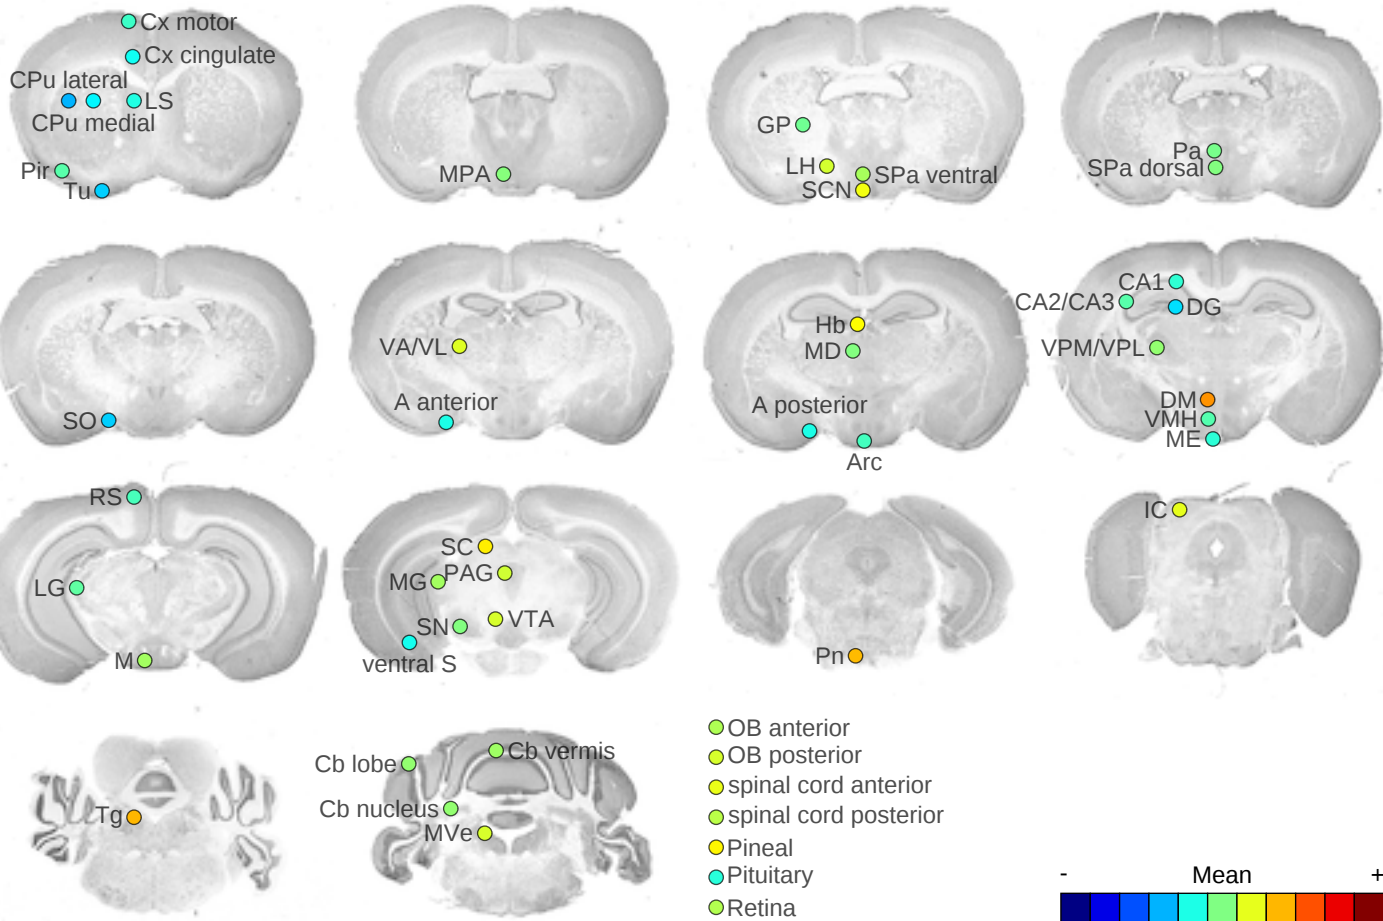 Cx motor
Cx cingulate
CPu lateral
LS
CPu medial
Pir
Tu
MPA
GP
LH
SPa ventral
SCN
Pa
SPa dorsal
SO
VA/VL
A anterior
Hb
MD
A posterior
Arc
CA1
CA2/CA3
DG
VPM/VPL
DM
VMH
ME
RS
LG
M
SC
PAG
MG
VTA
SN
ventral S
Pn
IC
Tg
Cb vermis
Cb lobe
Cb nucleus
MVe
OB anterior
OB posterior
spinal cord anterior
spinal cord posterior
Pineal
Pituitary
Retina
- Mean +